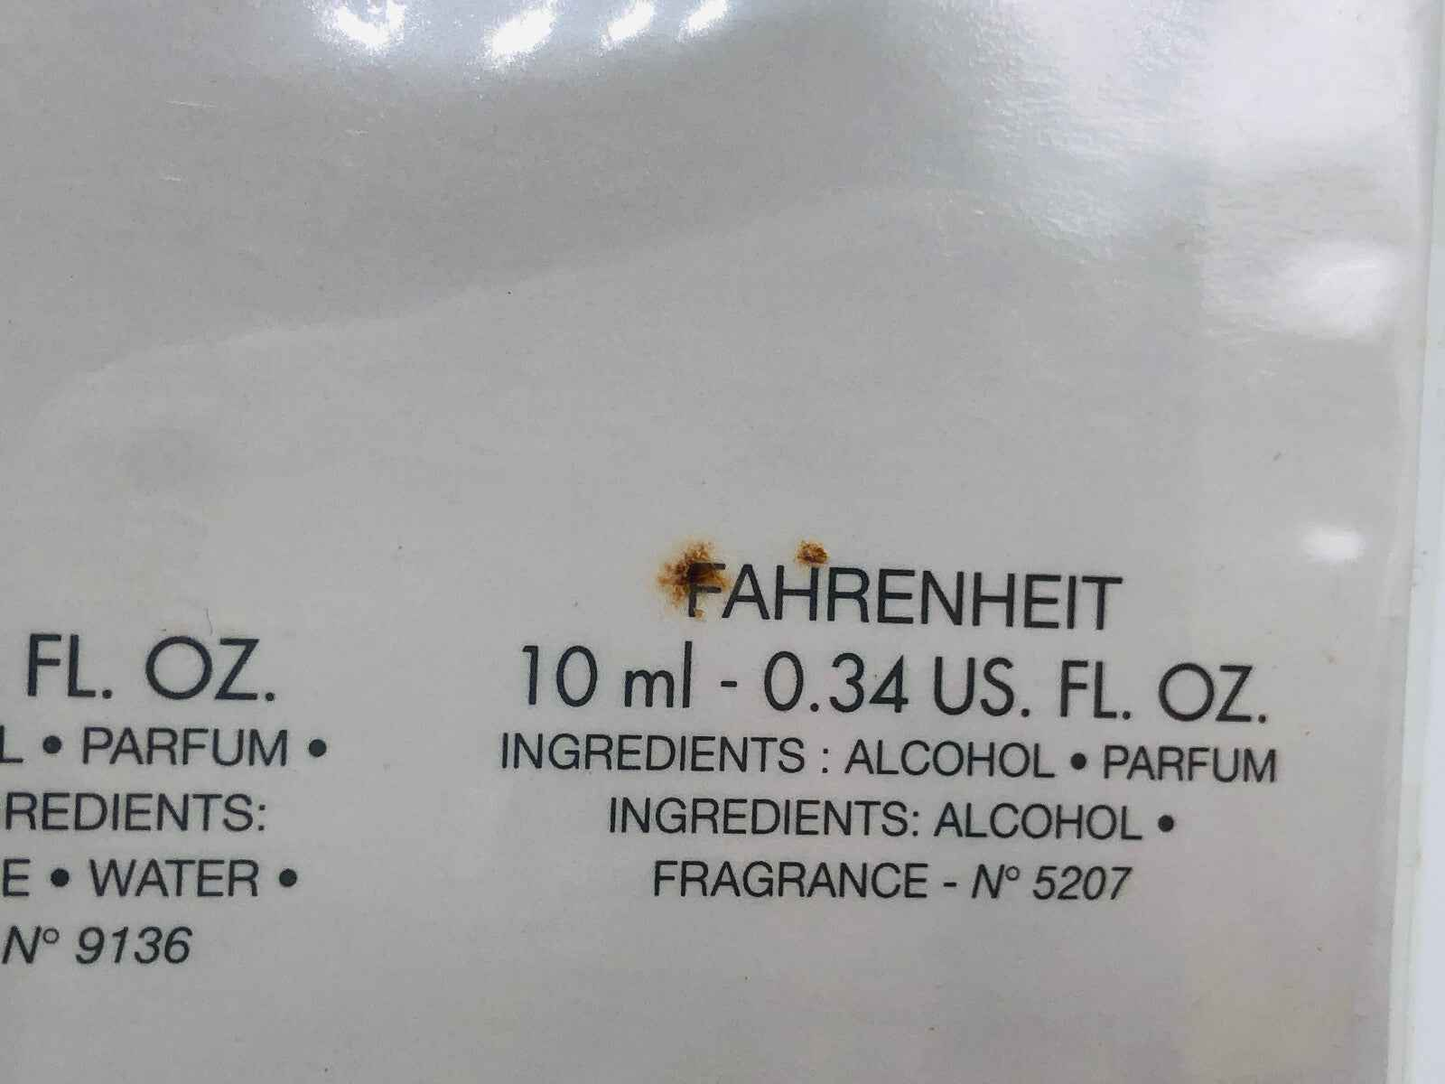 FL. OZ.
L • PARFUM •
REDIENTS:
E • WATER •
N° 9136
FAHRENHEIT
10 ml - 0.34 US. FL. OZ.
INGREDIENTS : ALCOHOL • PARFUM
INGREDIENTS: ALCOHOL •
FRAGRANCE - N° 5207